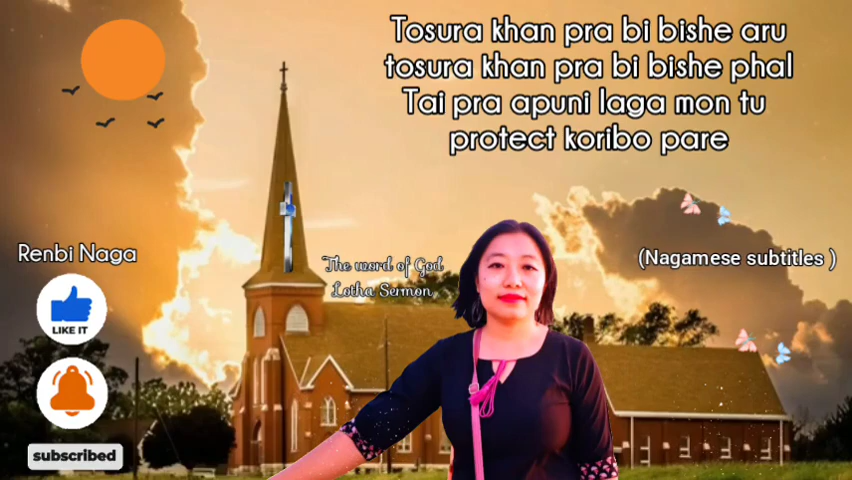 Tosura khan pra bi bishe aru
tosura khan pra bi bishe phal
Tai pra apuni laga mon tu
protect koribo pare
Renbi Naga
The word of God
Lotha Sermon
(Nagamese subtitles )
LIKE IT
subscribed